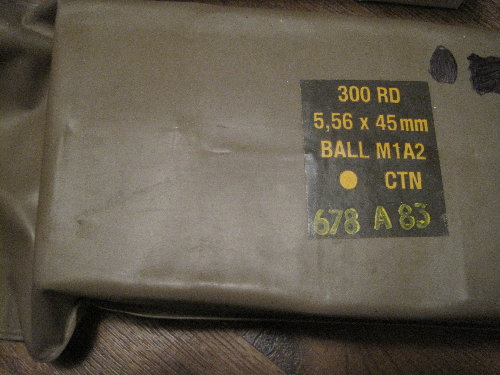 300 RD
5,56 x 45mm
BALL M1A2
CTN
678 A 83